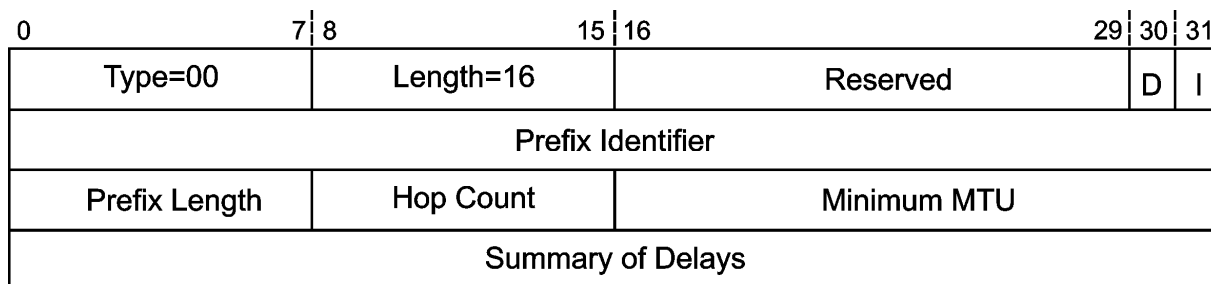 0 7 8 15 16 29 30 31
Type=00 Length=16 Reserved D I
Prefix Identifier
Prefix Length Hop Count Minimum MTU
Summary of Delays